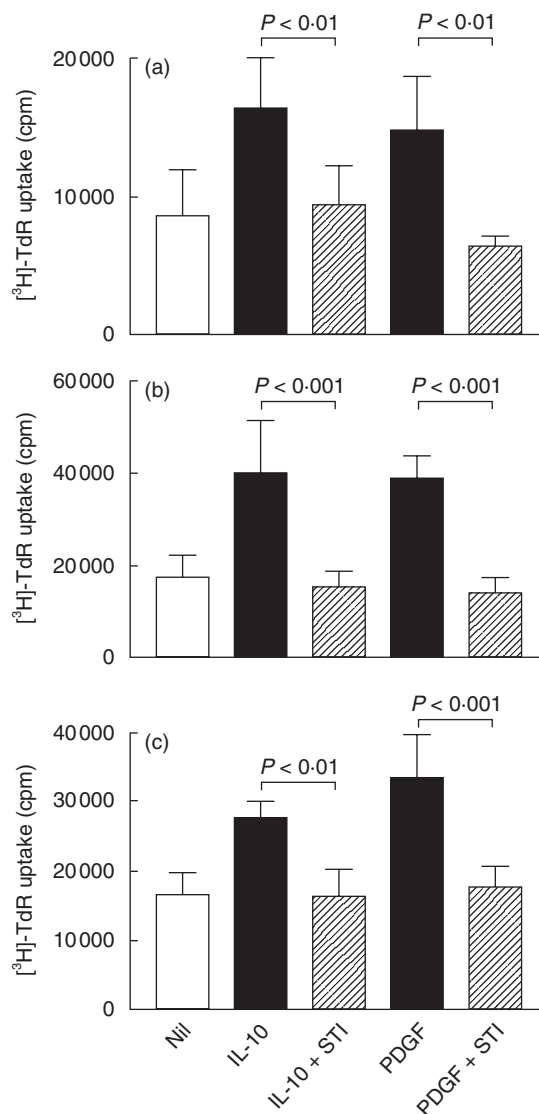 P < 0·01 P < 0·01
(a)
20 000
10 000
0
[³H]-TdR uptake (cpm)
(b)
P < 0·001 P < 0·001
60 000
40 000
20 000
0
[³H]-TdR uptake (cpm)
(c)
P < 0·01 P < 0·001
40 000
30 000
20 000
10 000
0
[³H]-TdR uptake (cpm)
Nil IL-10 IL-10 + STI PDGF PDGF + STI